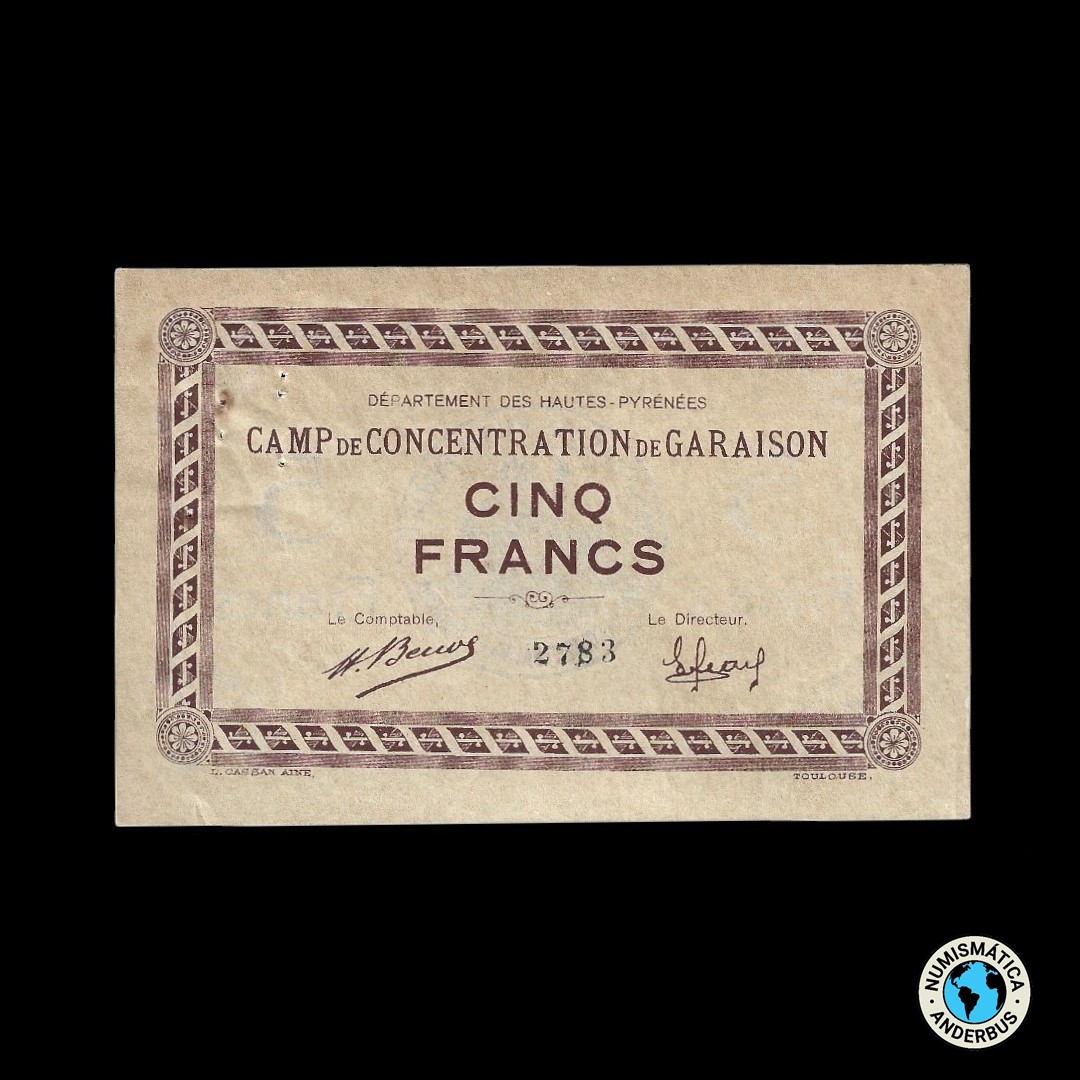 DÉPARTEMENT DES HAUTES-PYRÉNÉES
CAMP DE CONCENTRATION DE GARAISON
CINQ
FRANCS
Le Comptable, Le Directeur.
2783
L. CASSAN AINE, TOULOUSE.
NUMISMÁTICA
ANDERBUS